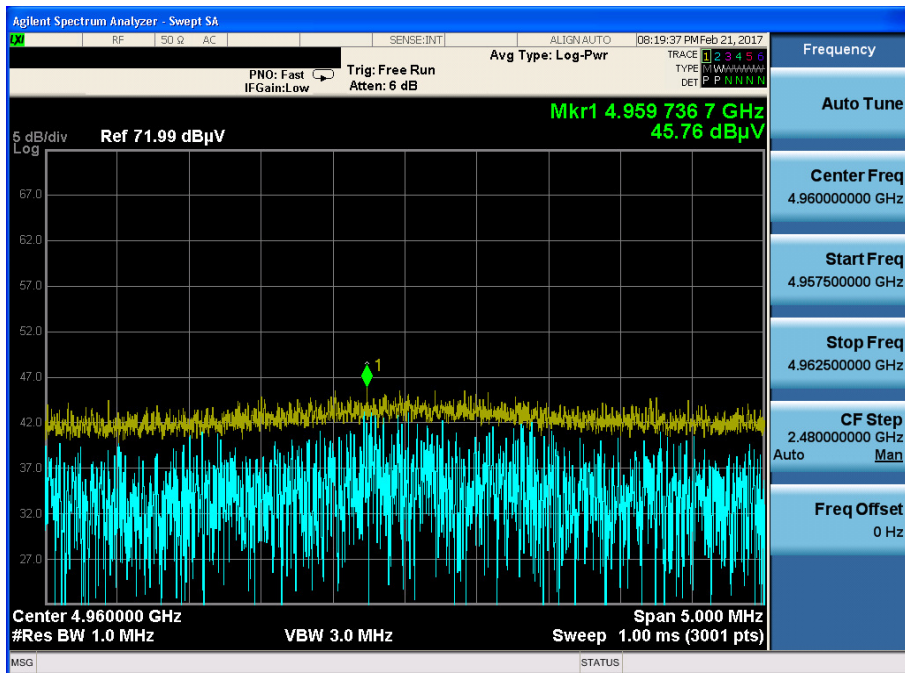 Agilent Spectrum Analyzer - Swept SA
LXI RF 50 Ω AC SENSE:INT ALIGN AUTO 08:19:37 PM Feb 21, 2017
Frequency
Avg Type: Log-Pwr
TRACE 1 2 3 4 5 6
PNO: Fast Trig: Free Run
TYPE M W W W W W
IFGain:Low Atten: 6 dB
DET P P N N N N
Auto Tune
Mkr1 4.959 736 7 GHz
45.76 dBµV
5 dB/div Ref 71.99 dBµV
Log
67.0
62.0
57.0
52.0
47.0
42.0
37.0
32.0
27.0
1
Center Freq
4.960000000 GHz
Start Freq
4.957500000 GHz
Stop Freq
4.962500000 GHz
CF Step
2.480000000 GHz
Auto Man
Freq Offset
0 Hz
Center 4.960000 GHz Span 5.000 MHz
#Res BW 1.0 MHz VBW 3.0 MHz Sweep 1.00 ms (3001 pts)
MSG STATUS